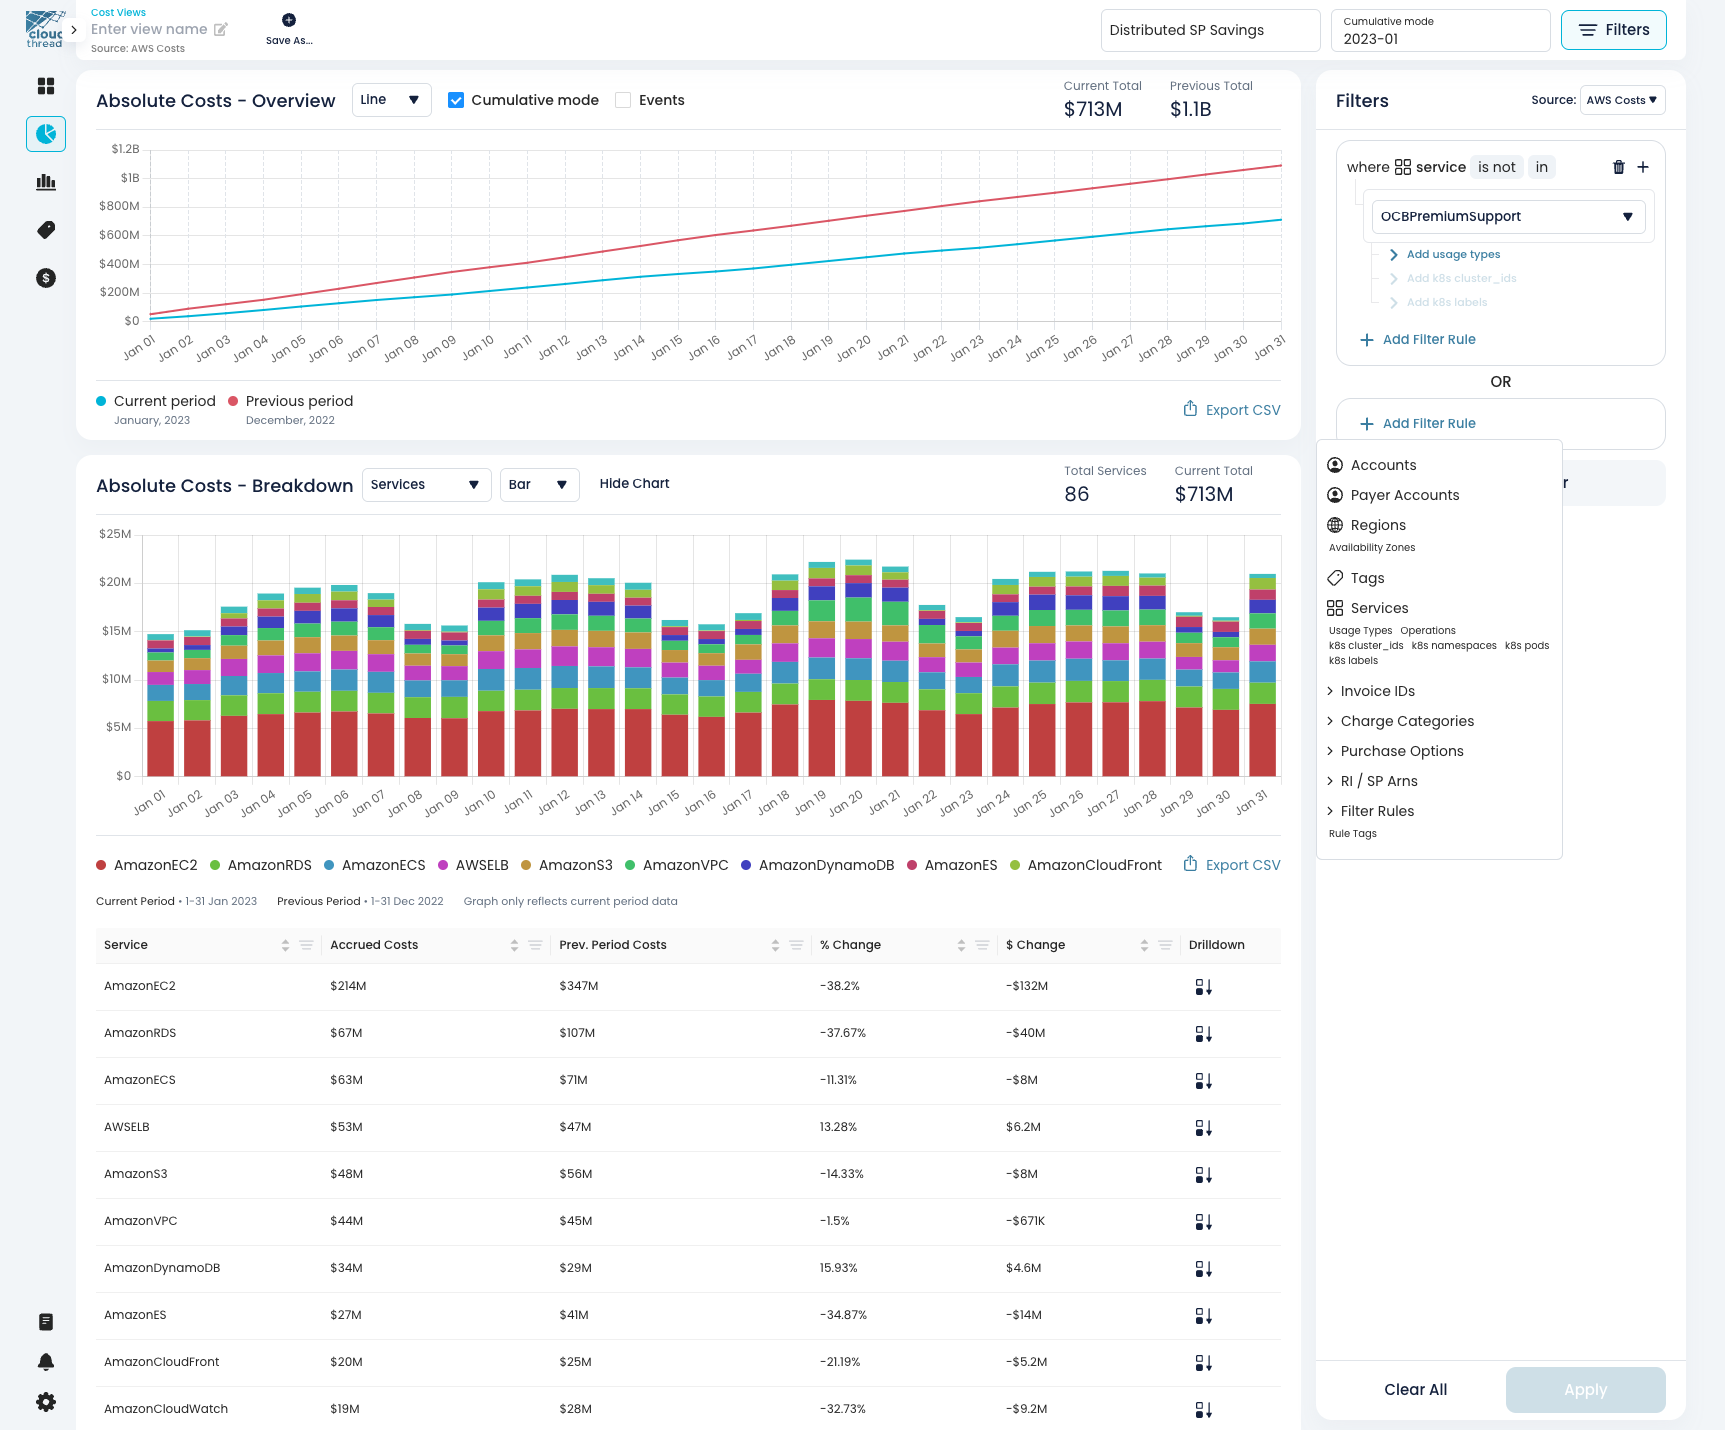 cloud
thread
Cost Views
Enter view name
Source: AWS Costs
Save As...
Distributed SP Savings
Cumulative mode
2023-01
Filters
Absolute Costs - Overview
Line
Cumulative mode
Events
Current Total
$713M
Previous Total
$1.1B
$1.2B
$1B
$800M
$600M
$400M
$200M
$0
Jan 01 Jan 02 Jan 03 Jan 04 Jan 05 Jan 06 Jan 07 Jan 08 Jan 09 Jan 10 Jan 11 Jan 12 Jan 13 Jan 14 Jan 15 Jan 16 Jan 17 Jan 18 Jan 19 Jan 20 Jan 21 Jan 22 Jan 23 Jan 24 Jan 25 Jan 26 Jan 27 Jan 28 Jan 29 Jan 30 Jan 31
Current period
January, 2023
Previous period
December, 2022
Export CSV
Absolute Costs - Breakdown
Services
Bar
Hide Chart
Total Services
86
Current Total
$713M
$25M
$20M
$15M
$10M
$5M
$0
Jan 01 Jan 02 Jan 03 Jan 04 Jan 05 Jan 06 Jan 07 Jan 08 Jan 09 Jan 10 Jan 11 Jan 12 Jan 13 Jan 14 Jan 15 Jan 16 Jan 17 Jan 18 Jan 19 Jan 20 Jan 21 Jan 22 Jan 23 Jan 24 Jan 25 Jan 26 Jan 27 Jan 28 Jan 29 Jan 30 Jan 31
AmazonEC2 AmazonRDS AmazonECS AWSELB AmazonS3 AmazonVPC AmazonDynamoDB AmazonES AmazonCloudFront
Export CSV
Current Period • 1-31 Jan 2023 Previous Period • 1-31 Dec 2022 Graph only reflects current period data
Service Accrued Costs Prev. Period Costs % Change $ Change Drilldown
AmazonEC2 $214M $347M -38.2% -$132M
AmazonRDS $67M $107M -37.67% -$40M
AmazonECS $63M $71M -11.31% -$8M
AWSELB $53M $47M 13.28% $6.2M
AmazonS3 $48M $56M -14.33% -$8M
AmazonVPC $44M $45M -1.5% -$671K
AmazonDynamoDB $34M $29M 15.93% $4.6M
AmazonES $27M $41M -34.87% -$14M
AmazonCloudFront $20M $25M -21.19% -$5.2M
AmazonCloudWatch $19M $28M -32.73% -$9.2M
Filters
Source: AWS Costs
where service is not in
OCBPremiumSupport
Add usage types
Add k8s cluster_ids
Add k8s labels
Add Filter Rule
OR
Add Filter Rule
r
Accounts
Payer Accounts
Regions
Availability Zones
Tags
Services
Usage Types Operations
k8s cluster_ids k8s namespaces k8s pods
k8s labels
Invoice IDs
Charge Categories
Purchase Options
RI / SP Arns
Filter Rules
Rule Tags
Clear All
Apply